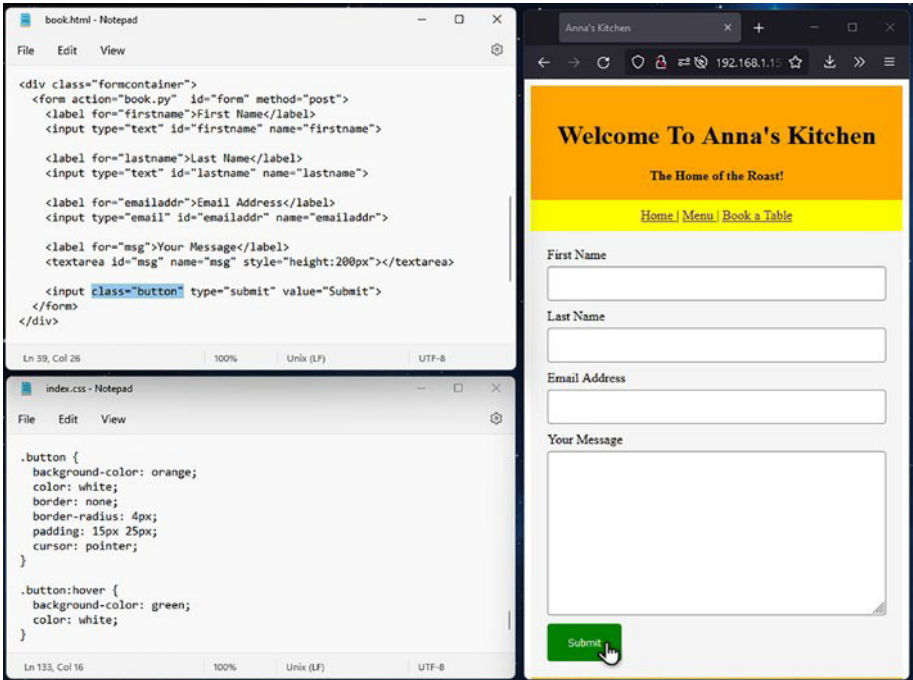 book.html - Notepad
File Edit View
<div class="formcontainer">
<form action="book.py"  id="form" method="post">
<label for="firstname">First Name</label>
<input type="text" id="firstname" name="firstname">
<label for="lastname">Last Name</label>
<input type="text" id="lastname" name="lastname">
<label for="emailaddr">Email Address</label>
<input type="email" id="emailaddr" name="emailaddr">
<label for="msg">Your Message</label>
<textarea id="msg" name="msg" style="height:200px"></textarea>
<input class="button" type="submit" value="Submit">
</form>
</div>
Ln 39, Col 26 100% Unix (LF) UTF-8
index.css - Notepad
File Edit View
.button {
background-color: orange;
color: white;
border: none;
border-radius: 4px;
padding: 15px 25px;
cursor: pointer;
}
.button:hover {
background-color: green;
color: white;
}
Ln 133, Col 16 100% Unix (LF) UTF-8
Anna's Kitchen
192.168.1.15
Welcome To Anna's Kitchen
The Home of the Roast!
Home | Menu | Book a Table
First Name
Last Name
Email Address
Your Message
Submit